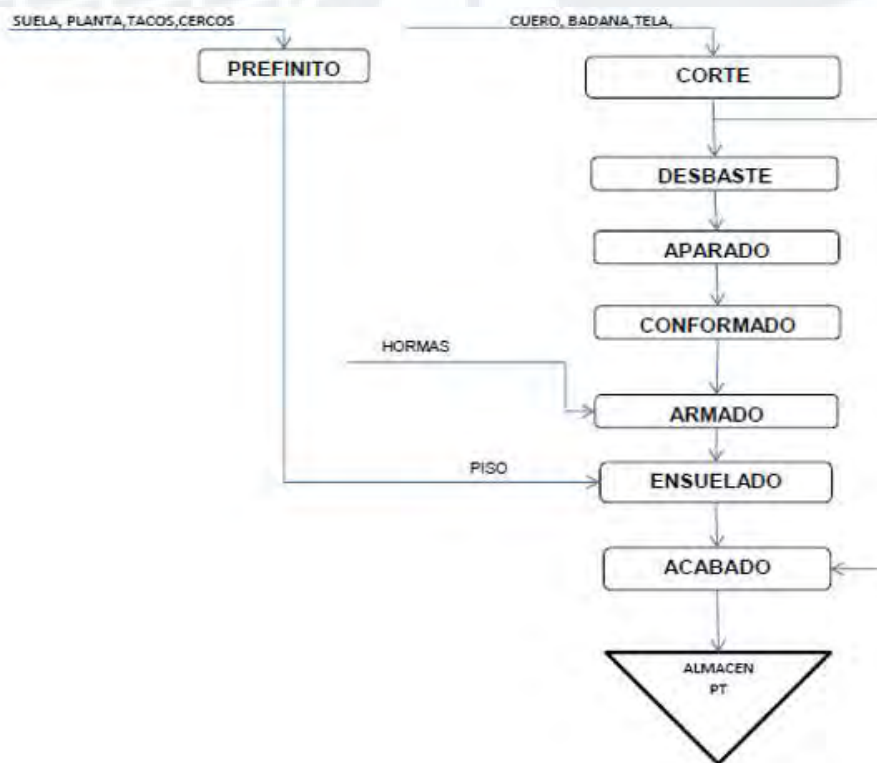 SUELA, PLANTA,TACOS,CERCOS
CUERO, BADANA,TELA,
PREFINITO
CORTE
DESBASTE
APARADO
CONFORMADO
HORMAS
ARMADO
PISO
ENSUELADO
ACABADO
ALMACEN
PT